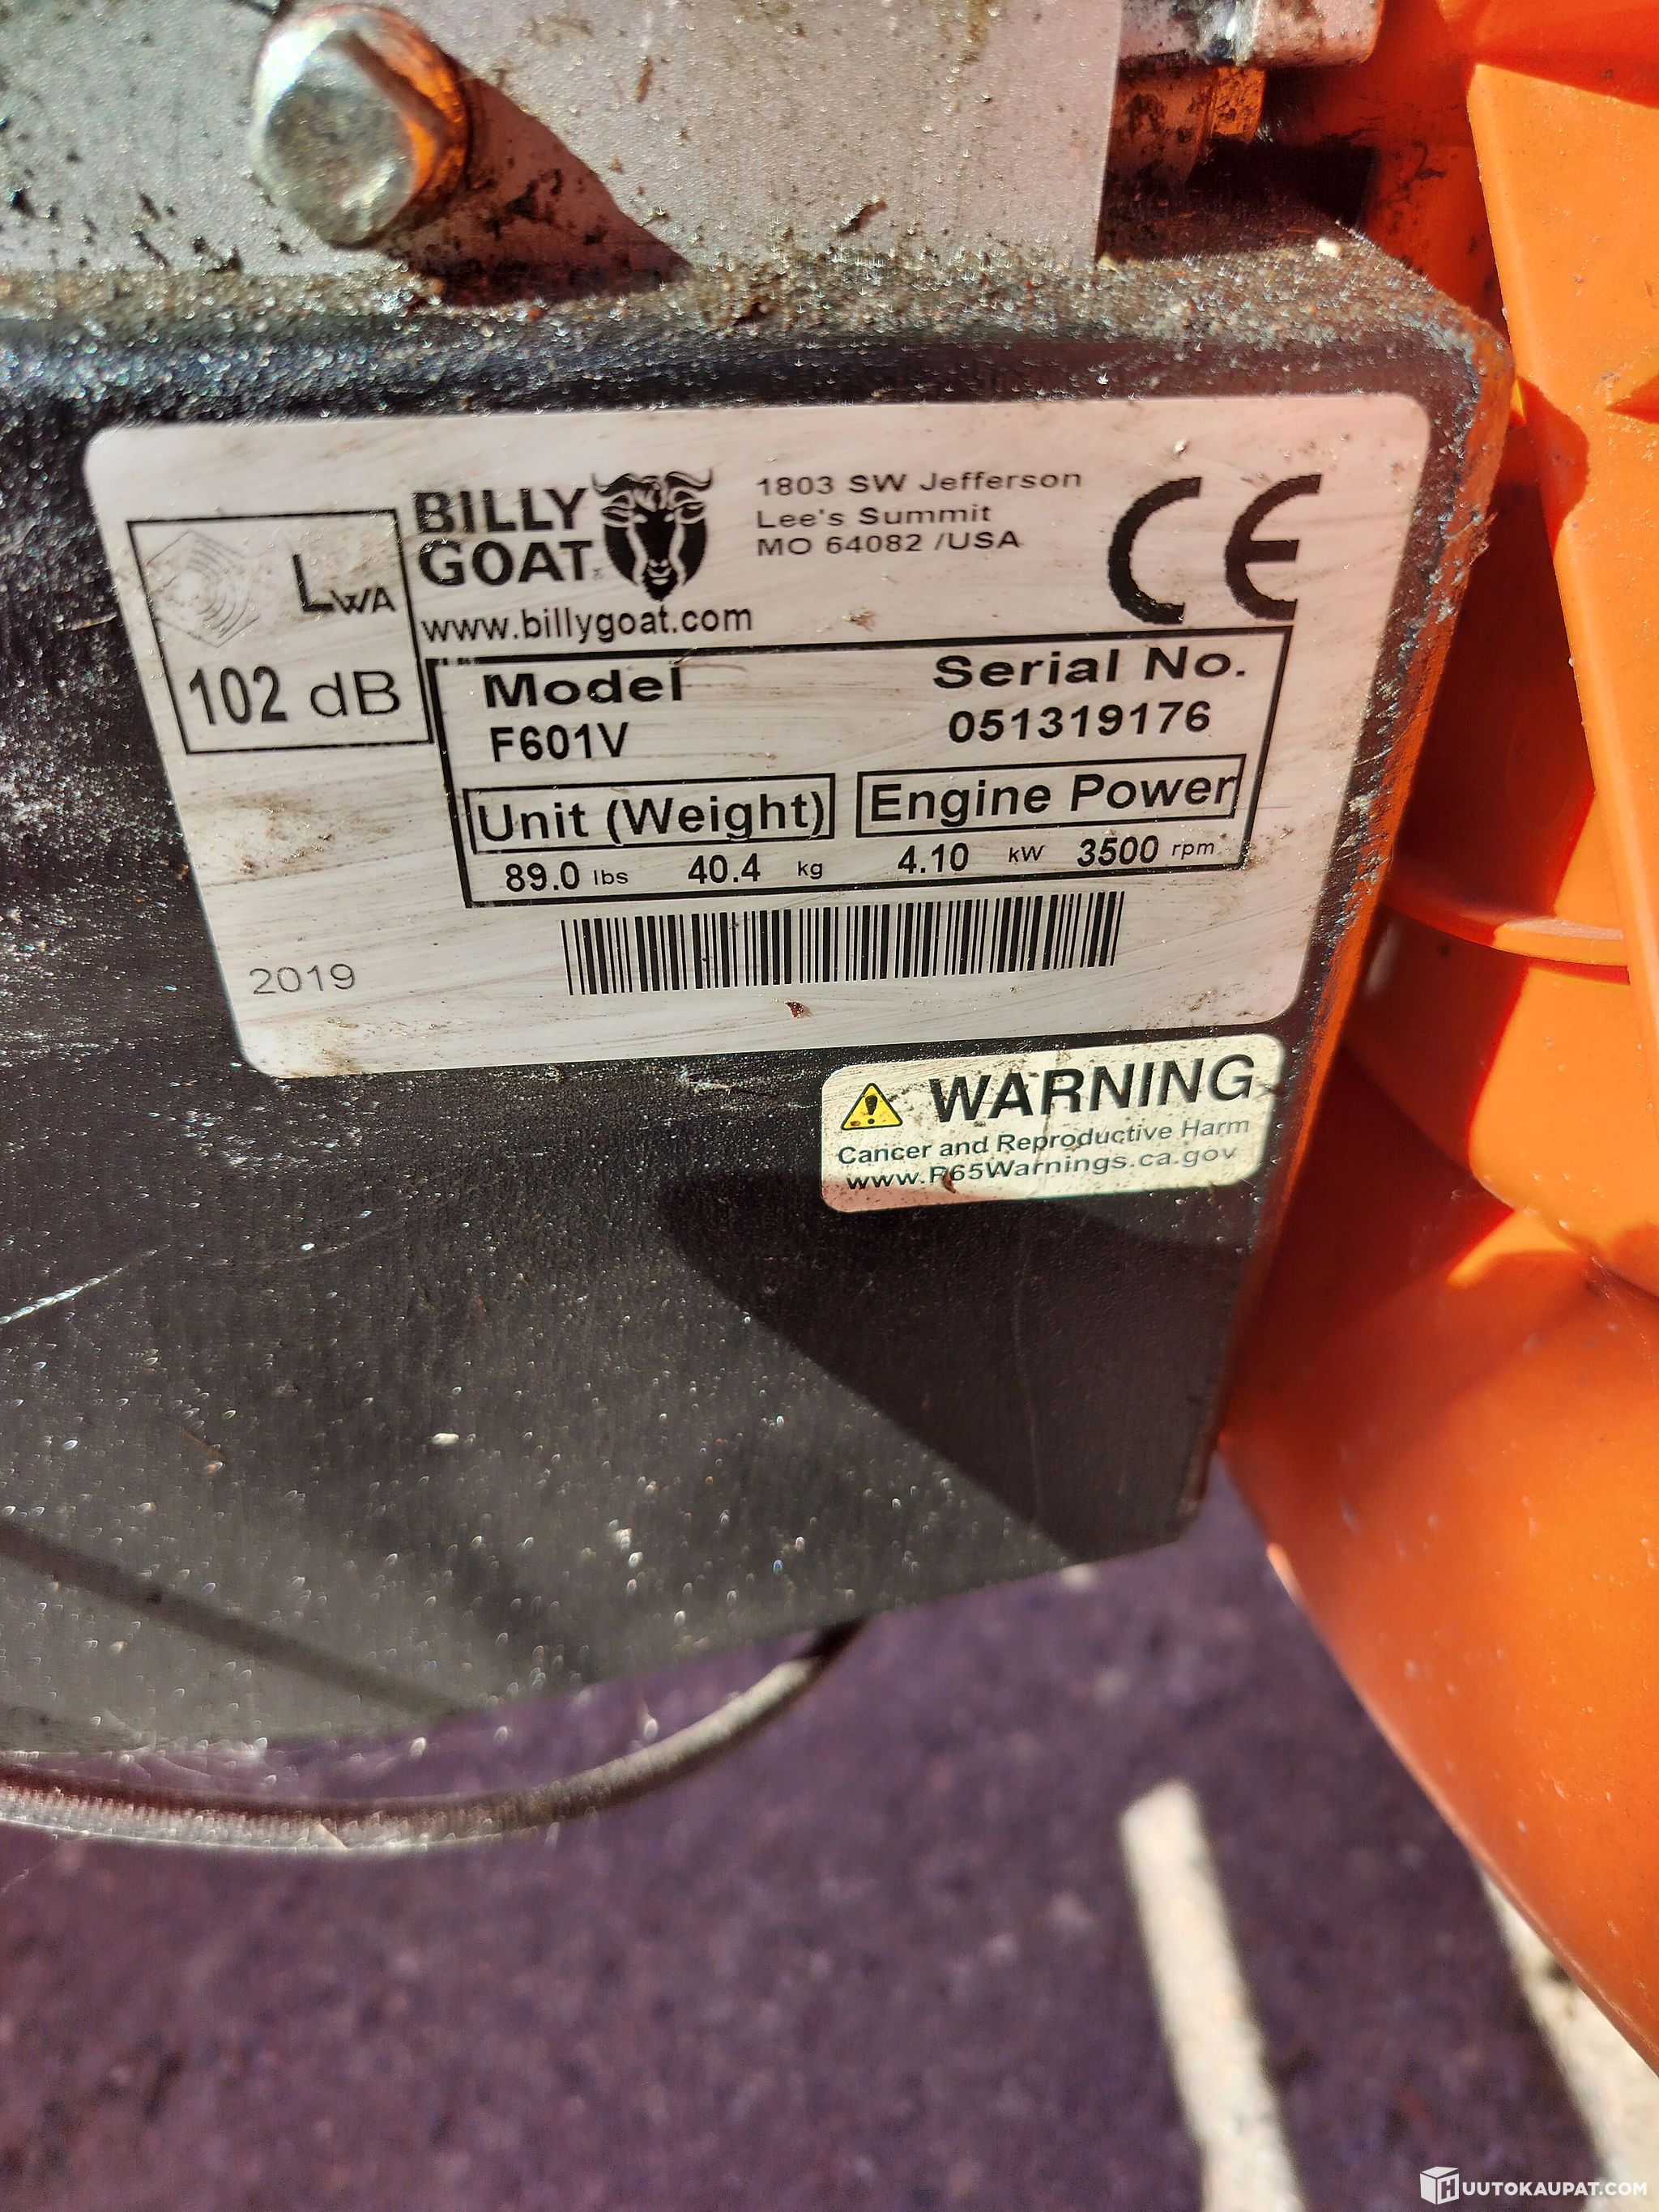 BILLY
GOAT
1803 SW Jefferson
Lee's Summit
MO 64082 /USA
CE
LWA
102 dB
www.billygoat.com
Model
Serial No.
F601V
051319176
Unit (Weight)
Engine Power
89.0 lbs 40.4 kg
4.10 kW 3500 rpm
2019
WARNING
Cancer and Reproductive Harm
www.P65Warnings.ca.gov
HUUTOKAUPAT.COM